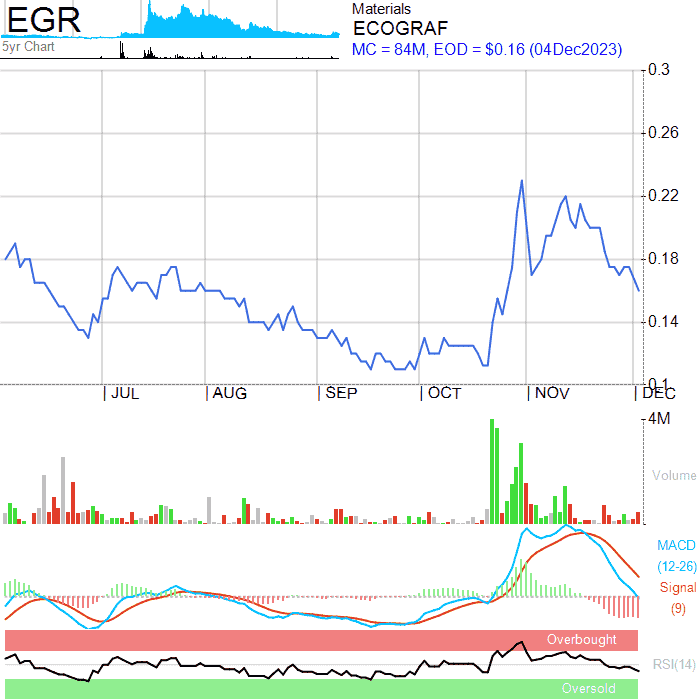 EGR
5yr Chart
Materials
ECOGRAF
MC = 84M, EOD = $0.16 (04Dec2023)
0.3
0.26
0.22
0.18
0.14
0.1
JUL
AUG
SEP
OCT
NOV
DEC
4M
Volume
MACD
(12-26)
Signal
(9)
Overbought
RSI(14)
Oversold